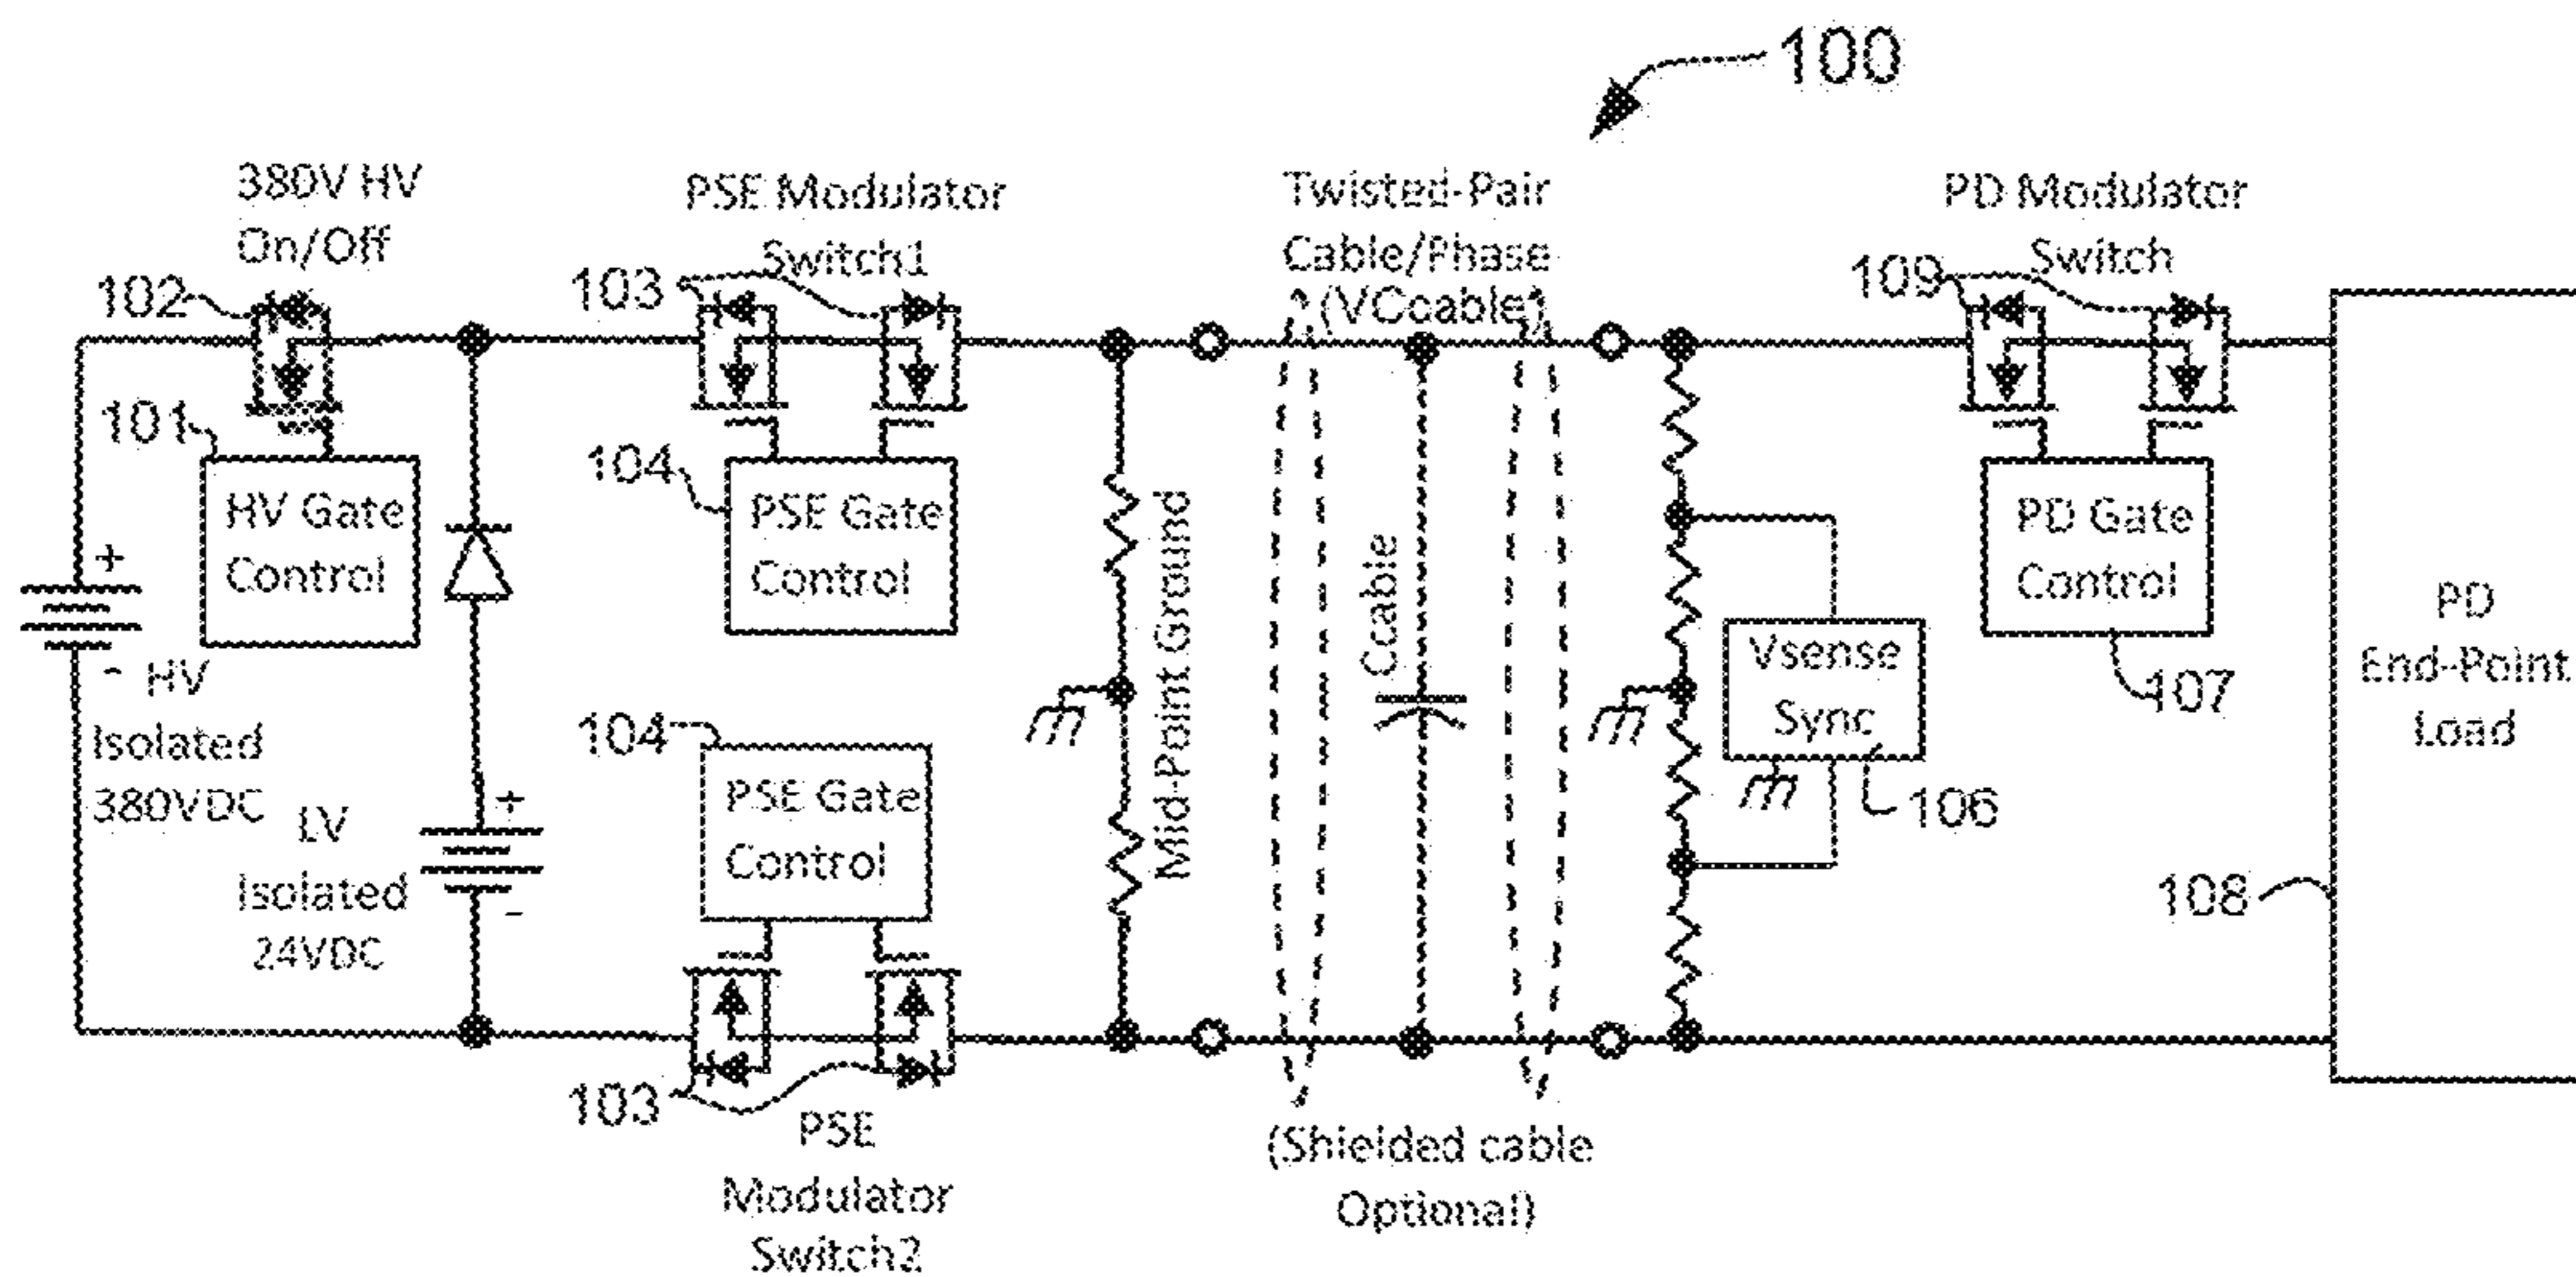 100
380V HV
On/Off
102
PSE Modulator
Switch1
103
Twisted-Pair
Cable/Phase
(VCcable)
PD Modulator
Switch
109
101
HV Gate
Control
104
PSE Gate
Control
Mid-Point Ground
Ccable
PD Gate
Control
107
Vsense
Sync
106
PD
End-Point
Load
108
+
-
HV
Isolated
380VDC
LV
Isolated
24VDC
+
-
104
PSE Gate
Control
103
PSE
Modulator
Switch2
(Shielded cable
Optional)